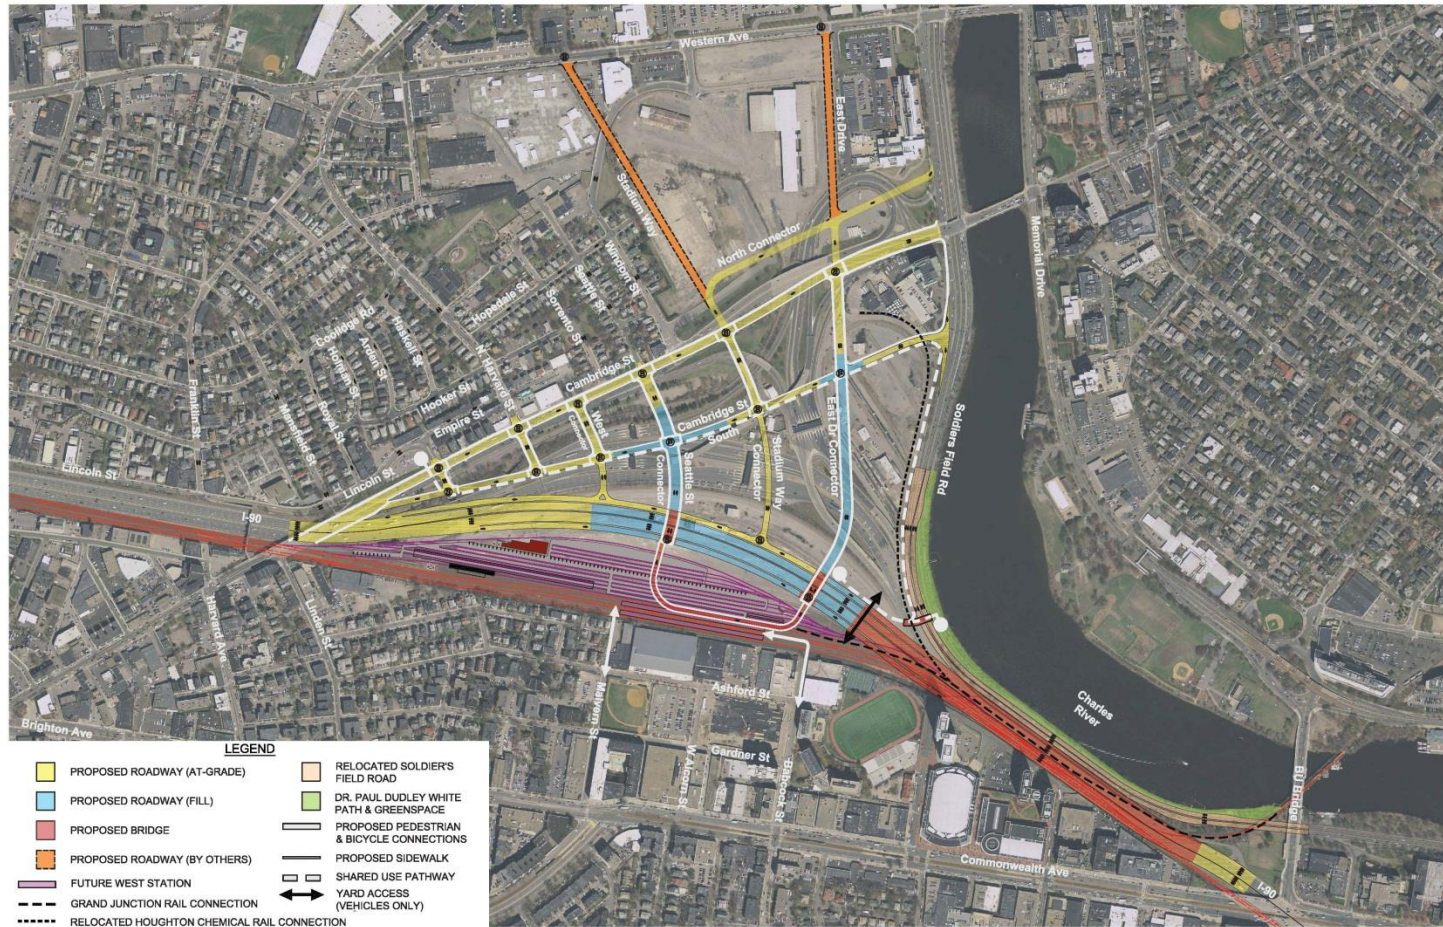 Western Ave
East Drive
Stadium Way
North Connector
Memorial Drive
Windom St
Seattle St
Hopedale St
Sorrento St
Coolidge Rd
Haskell St
Arden St
Homan St
N. Harvard St
Royal St
Mansfield St
Franklin St
Hooker St
Empire St
Cambridge St
Lincoln St
Lincoln St
West
Connector
Cambridge St
South
Seattle St
Connector
Stadium Way
Connector
East Dr Connector
Soldiers Field Rd
I-90
Harvard Ave
Linden St
Malvern St
Ashford St
Gardner St
W Alcorn St
Babcock St
Brighton Ave
Charles
River
BU Bridge
Commonwealth Ave
I-90
LEGEND
PROPOSED ROADWAY (AT-GRADE)
PROPOSED ROADWAY (FILL)
PROPOSED BRIDGE
PROPOSED ROADWAY (BY OTHERS)
FUTURE WEST STATION
GRAND JUNCTION RAIL CONNECTION
RELOCATED HOUGHTON CHEMICAL RAIL CONNECTION
RELOCATED SOLDIER'S
FIELD ROAD
DR. PAUL DUDLEY WHITE
PATH & GREENSPACE
PROPOSED PEDESTRIAN
& BICYCLE CONNECTIONS
PROPOSED SIDEWALK
SHARED USE PATHWAY
YARD ACCESS
(VEHICLES ONLY)